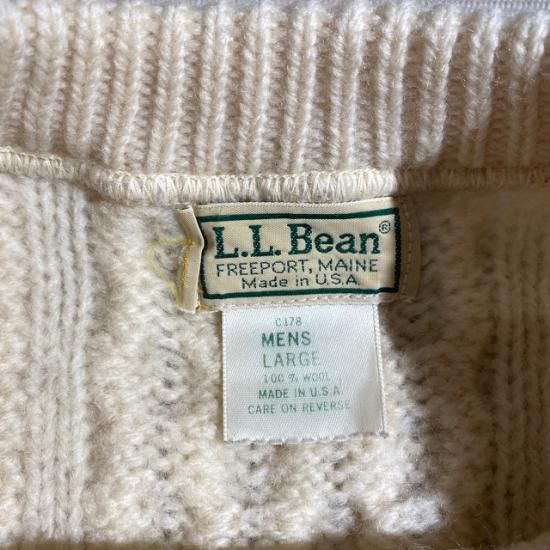 L.L.Bean®
FREEPORT, MAINE
Made in U.S.A.
C178
MENS
LARGE
100% WOOL
MADE IN U.S.A.
CARE ON REVERSE